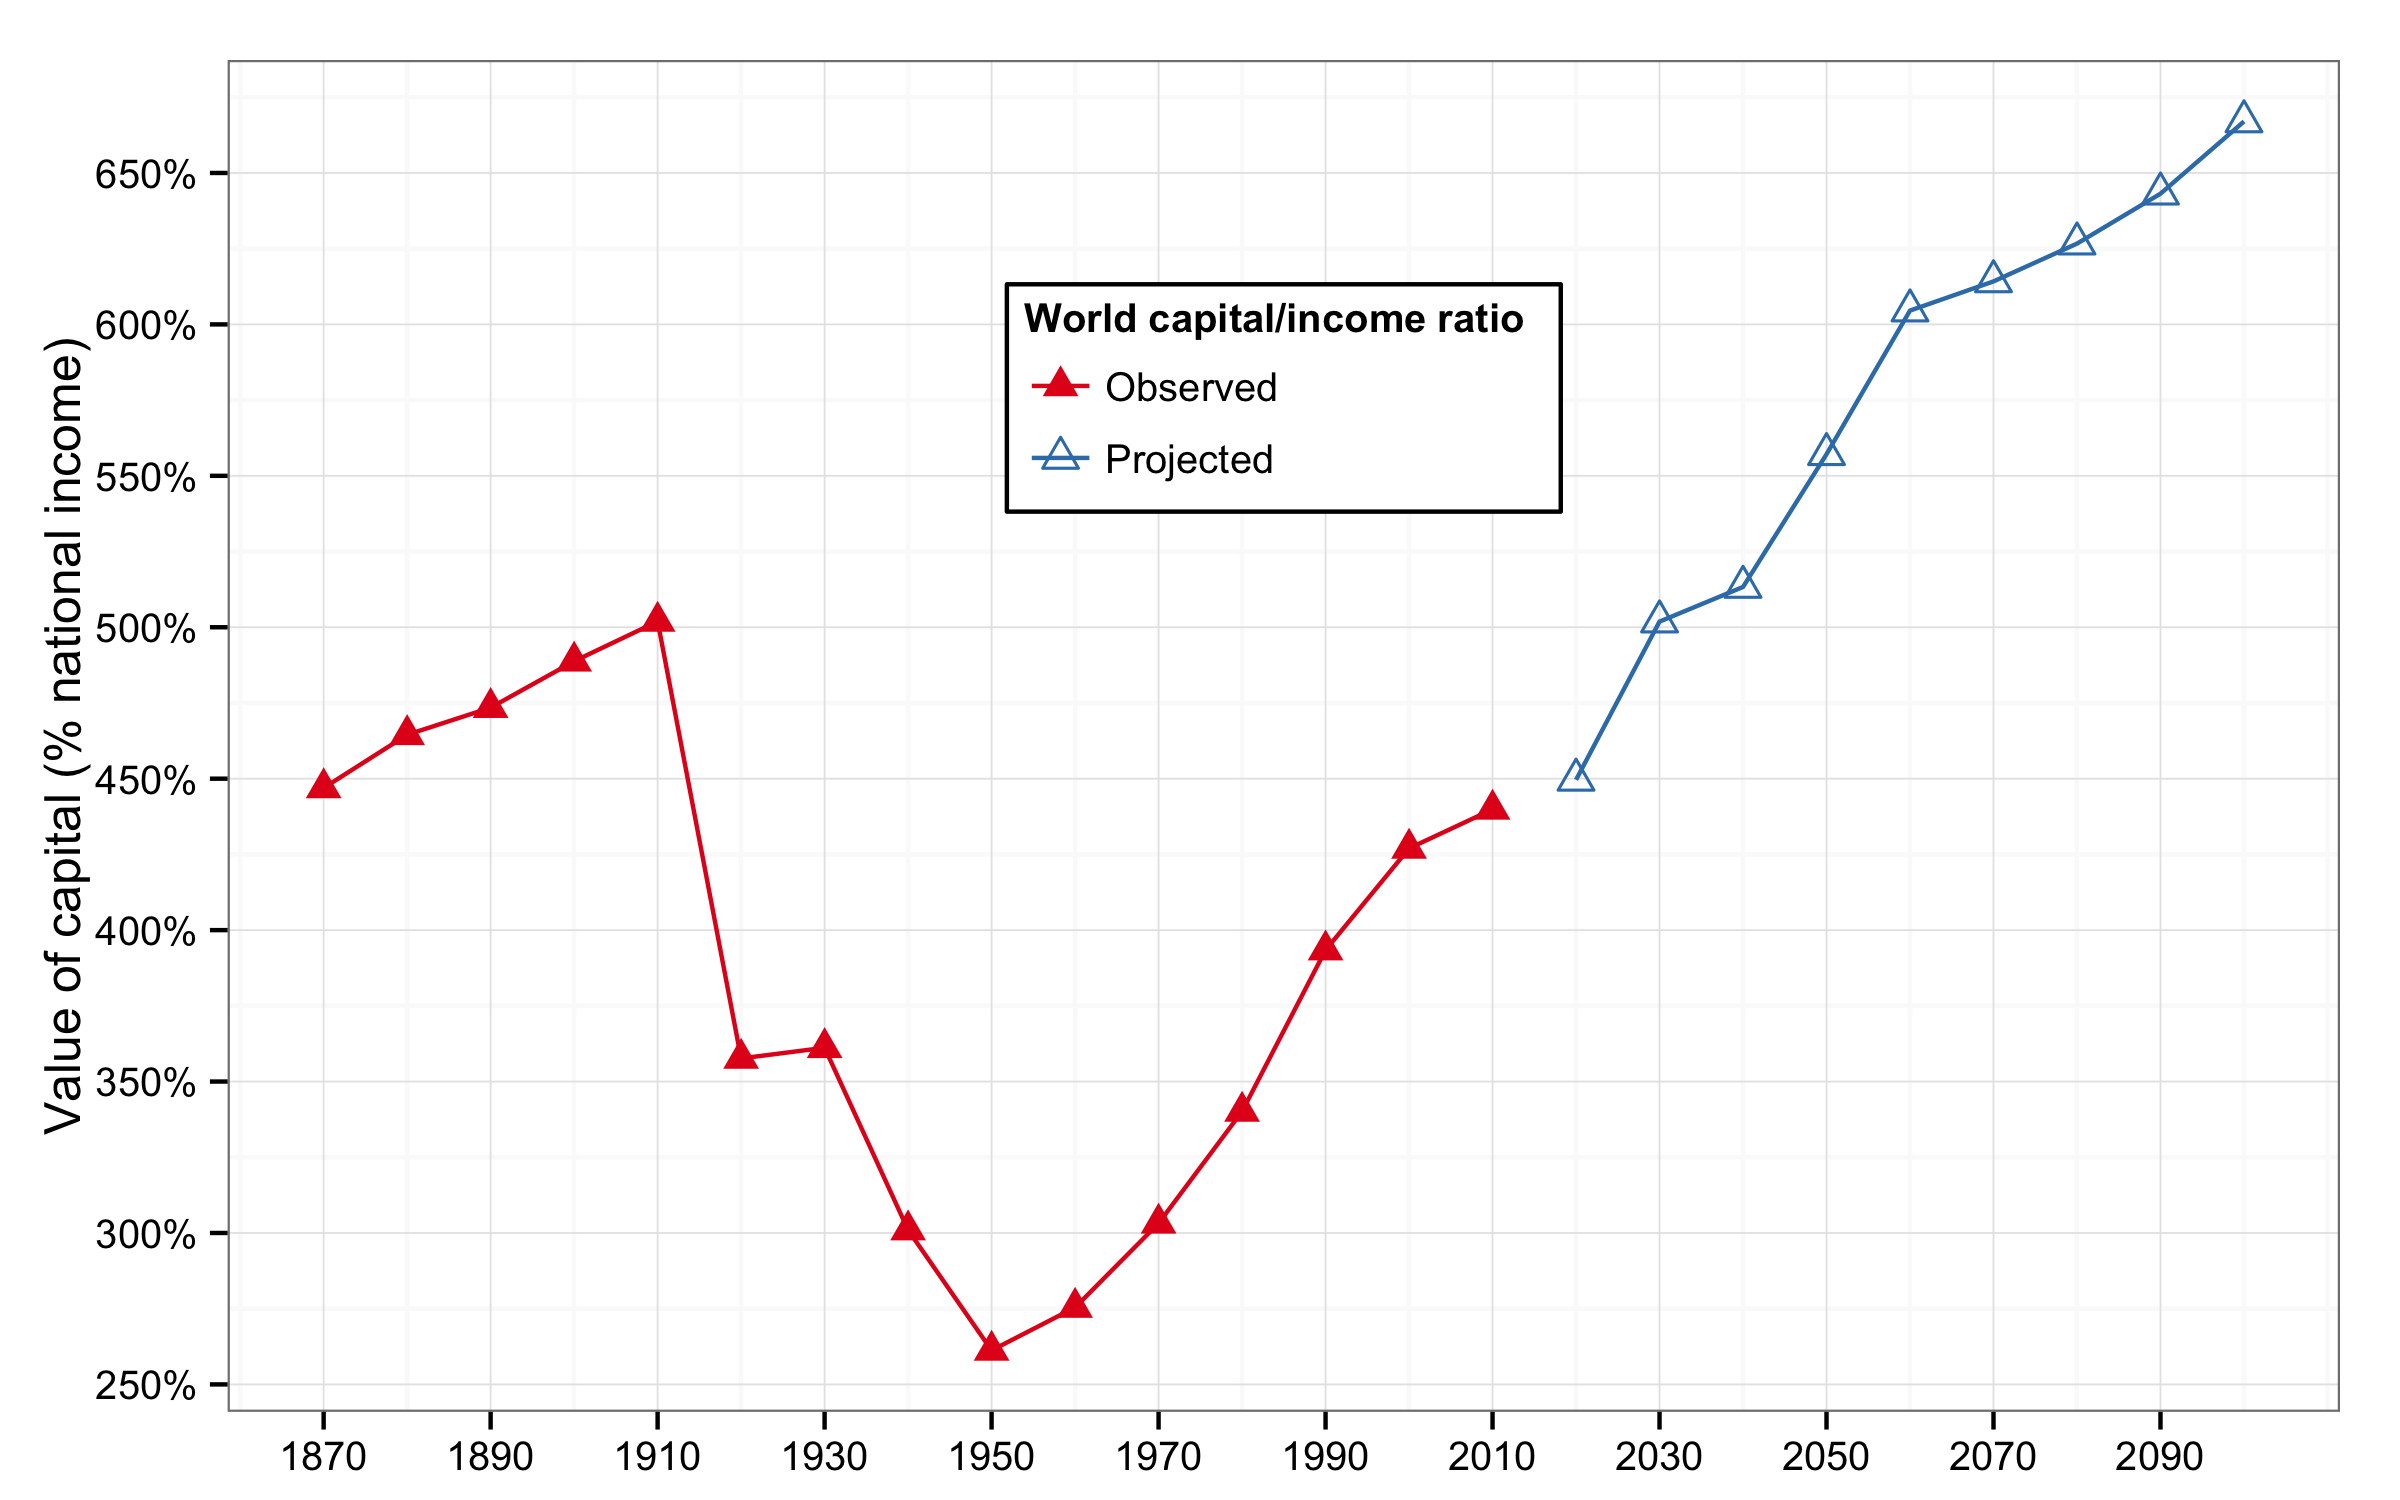 Value of capital (% national income)
650%
600%
550%
500%
450%
400%
350%
300%
250%
World capital/income ratio
Observed
Projected
1870 1890 1910 1930 1950 1970 1990 2010 2030 2050 2070 2090